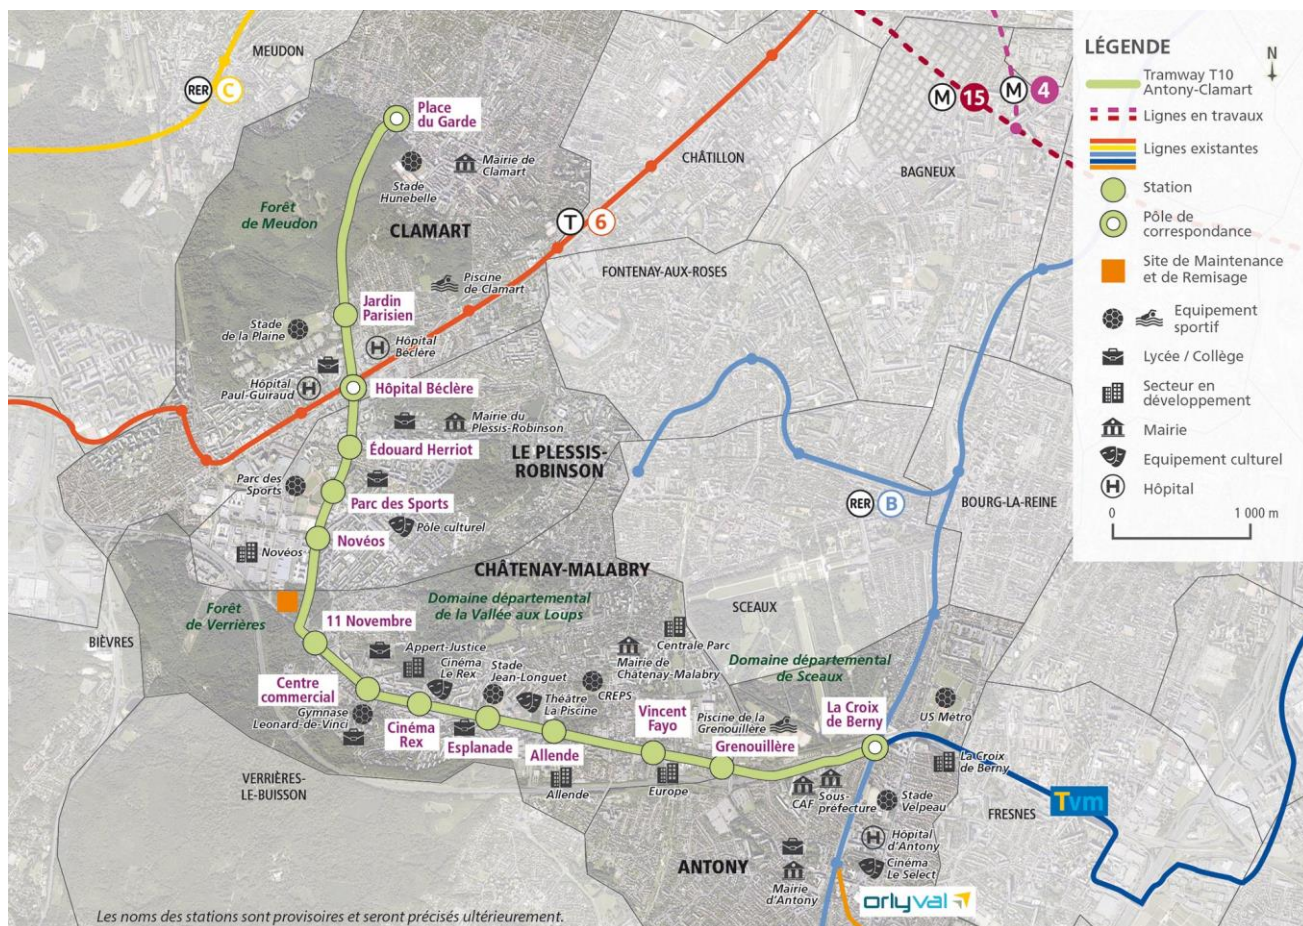 MEUDON
RER C
Place
du Garde
Mairie de
Clamart
Stade
Hunebelle
Forêt
de Meudon
CLAMART
T 6
CHÂTILLON
M 15
M 4
BAGNEUX
FONTENAY-AUX-ROSES
Piscine
de Clamart
Jardin
Parisien
Stade
de la Plaine
Hôpital
Béclère
Hôpital
Paul-Guiraud
Hôpital Béclère
Mairie du
Plessis-Robinson
Édouard Herriot
LE PLESSIS-
ROBINSON
Parc des
Sports
Parc des Sports
Pôle culturel
Novéos
Novéos
RER B
BOURG-LA-REINE
CHÂTENAY-MALABRY
Forêt
de Verrières
Domaine départemental
de la Vallée aux Loups
SCEAUX
BIÈVRES
11 Novembre
Appert-Justice
Cinéma
Le Rex
Stade
Jean-Longuet
Mairie de
Châtenay-Malabry
Centrale Parc
Domaine départemental
de Sceaux
Centre
commercial
Gymnase
Leonard-de-Vinci
Théâtre
La Piscine
CREPS
Cinéma
Rex
Esplanade
Allende
Vincent
Fayo
Piscine de la
Grenouillère
Grenouillère
La Croix
de Berny
US Métro
La Croix
de Berny
VERRIÈRES-
LE-BUISSON
Allende
Europe
CAF
Sous-
préfecture
Stade
Velpeau
FRESNES
Tvm
Hôpital
d'Antony
ANTONY
Mairie
d'Antony
Cinéma
Le Select
orlyval
Les noms des stations sont provisoires et seront précisés ultérieurement.
LÉGENDE
N
Tramway T10
Antony-Clamart
Lignes en travaux
Lignes existantes
Station
Pôle de
correspondance
Site de Maintenance
et de Remisage
Equipement
sportif
Lycée / Collège
Secteur en
développement
Mairie
Equipement culturel
H Hôpital
0 1 000 m